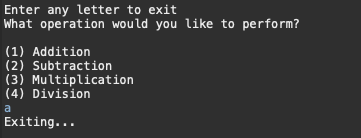 Enter any letter to exit
What operation would you like to perform?
(1) Addition
(2) Subtraction
(3) Multiplication
(4) Division
a
Exiting...